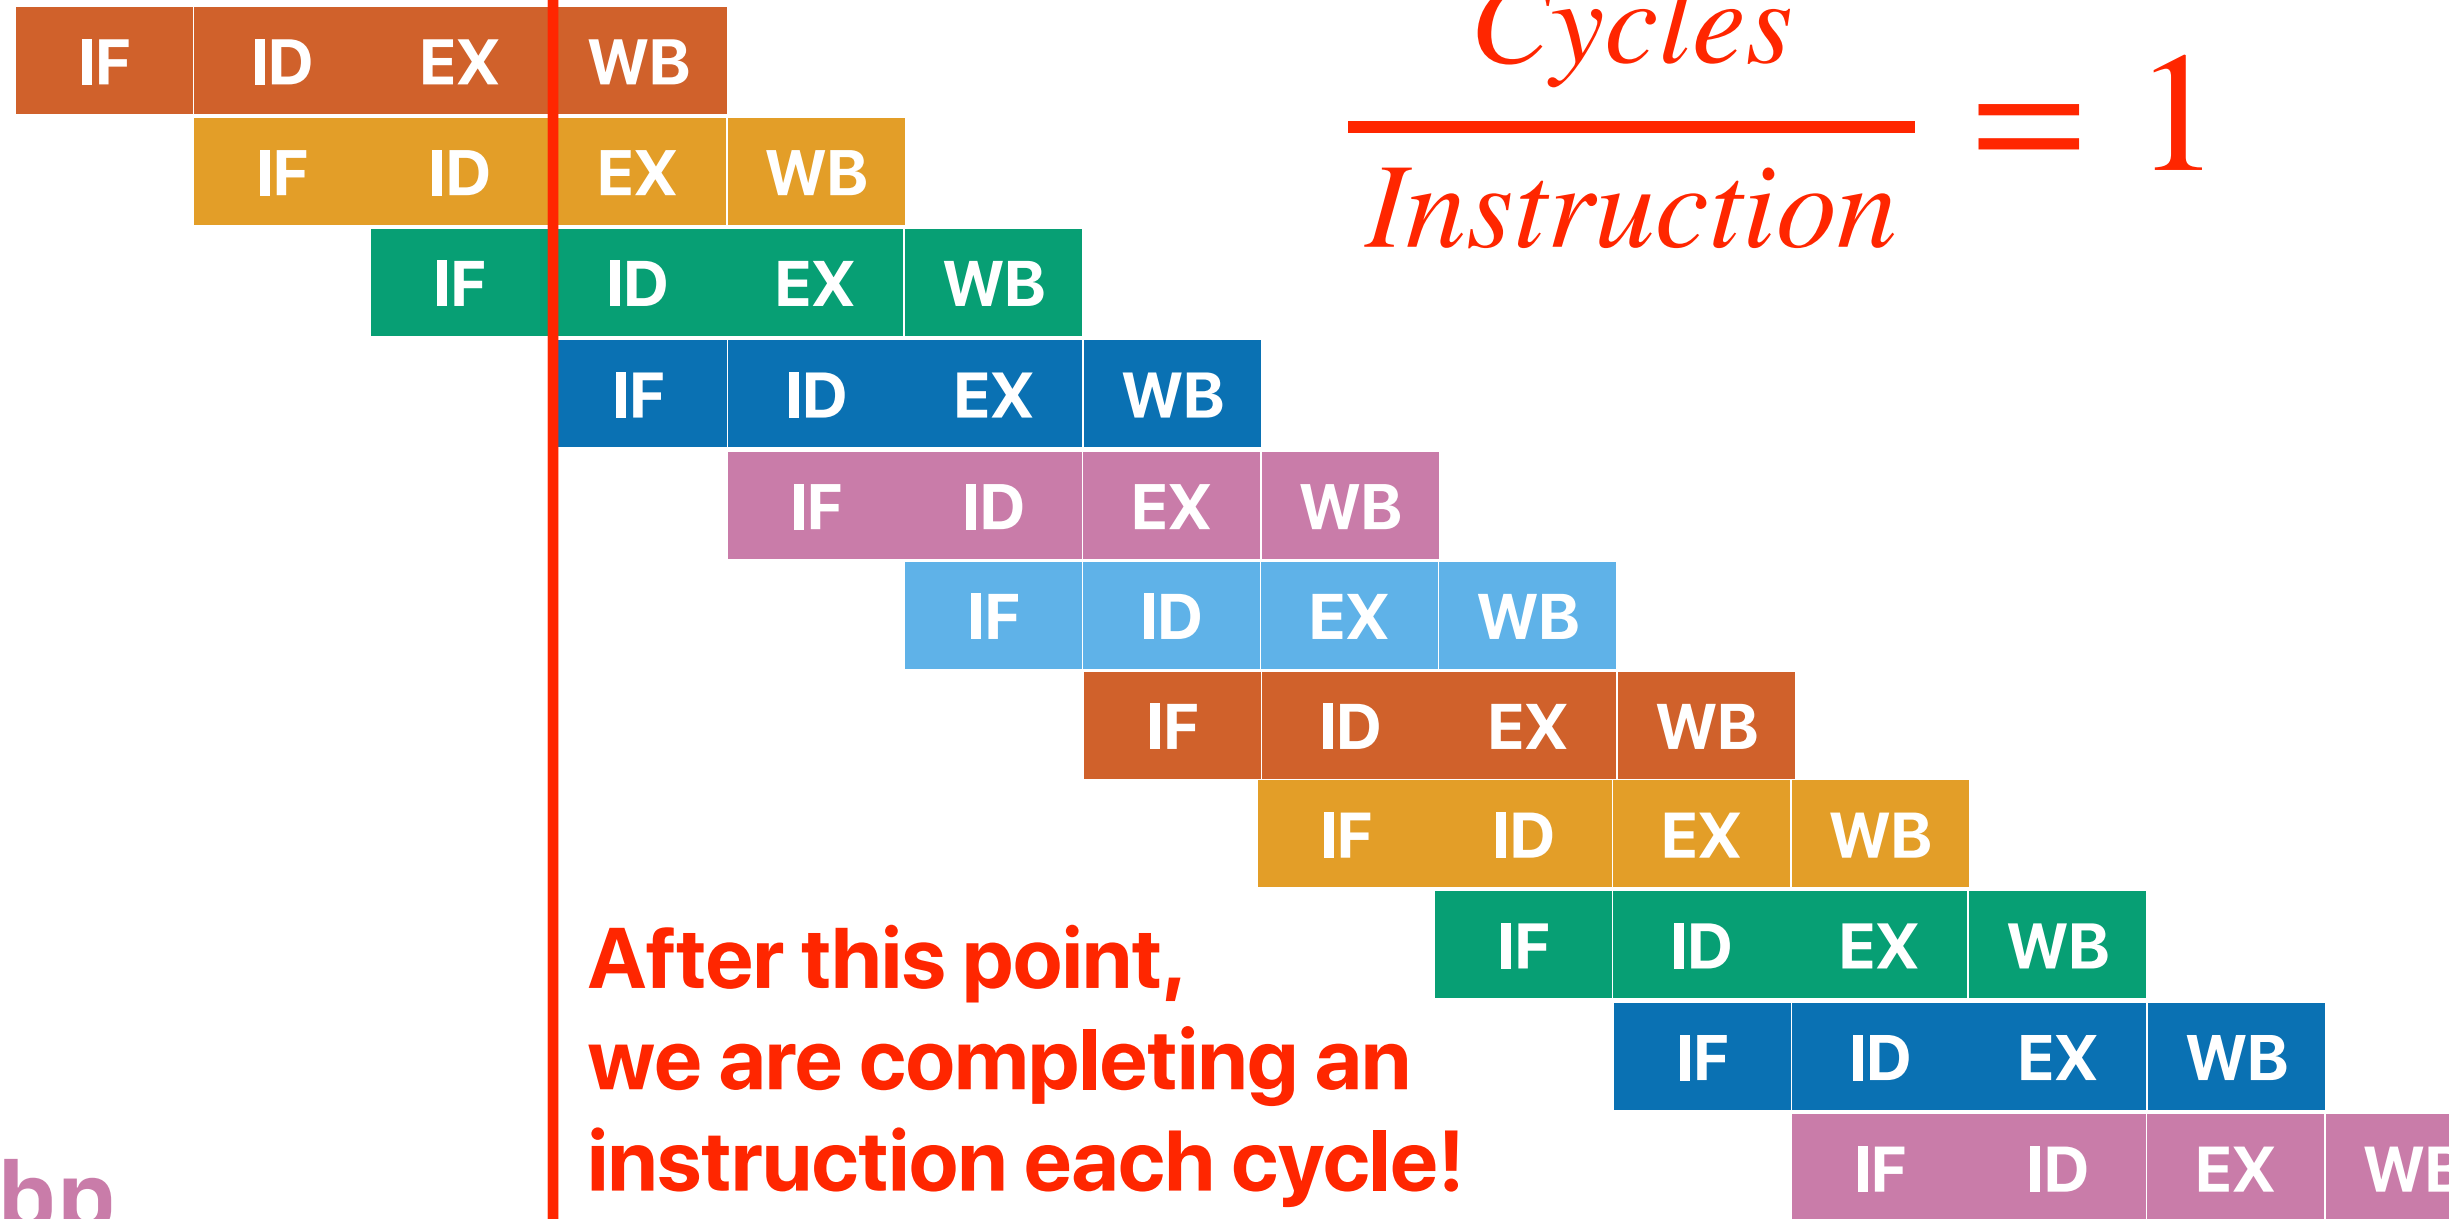 IF ID EX WB
Cycles
Instruction
= 1
IF ID EX WB
IF ID EX WB
IF ID EX WB
IF ID EX WB
IF ID EX WB
IF ID EX WB
IF ID EX WB
IF ID EX WB
IF ID EX WB
IF ID EX
After this point,
we are completing an
instruction each cycle!